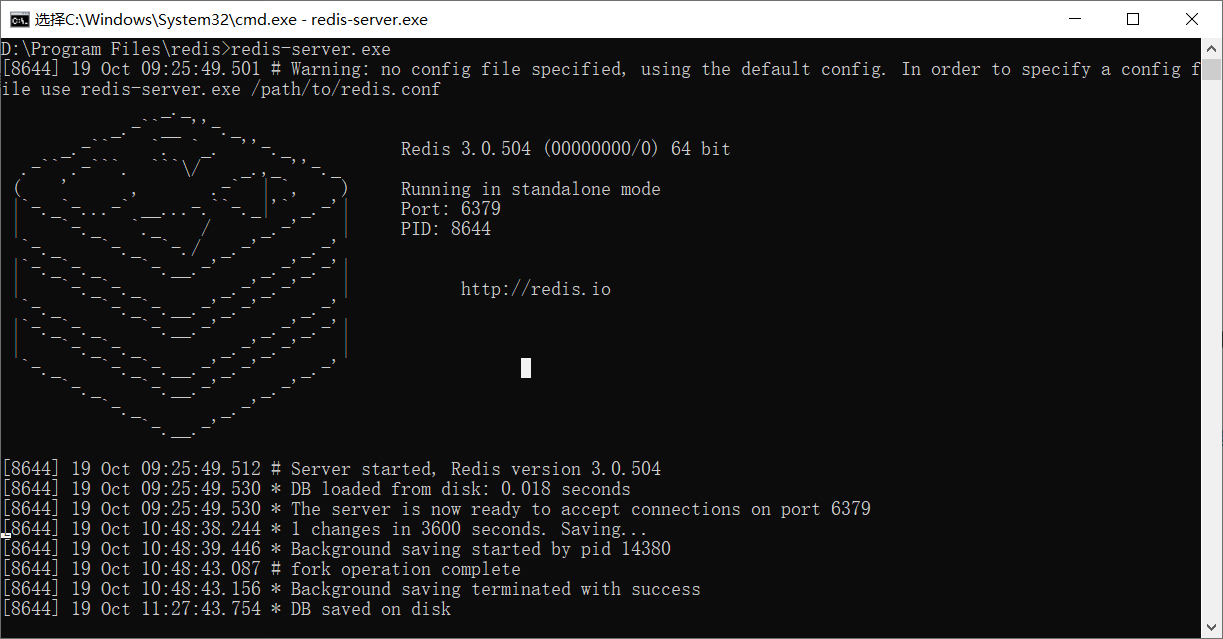 选择C:\Windows\System32\cmd.exe - redis-server.exe
D:\Program Files\redis>redis-server.exe
[8644] 19 Oct 09:25:49.501 # Warning: no config file specified, using the default config. In order to specify a config f
ile use redis-server.exe /path/to/redis.conf
Redis 3.0.504 (00000000/0) 64 bit
Running in standalone mode
Port: 6379
PID: 8644
http://redis.io
[8644] 19 Oct 09:25:49.512 # Server started, Redis version 3.0.504
[8644] 19 Oct 09:25:49.530 * DB loaded from disk: 0.018 seconds
[8644] 19 Oct 09:25:49.530 * The server is now ready to accept connections on port 6379
[8644] 19 Oct 10:48:38.244 * 1 changes in 3600 seconds. Saving...
[8644] 19 Oct 10:48:39.446 * Background saving started by pid 14380
[8644] 19 Oct 10:48:43.087 # fork operation complete
[8644] 19 Oct 10:48:43.156 * Background saving terminated with success
[8644] 19 Oct 11:27:43.754 * DB saved on disk